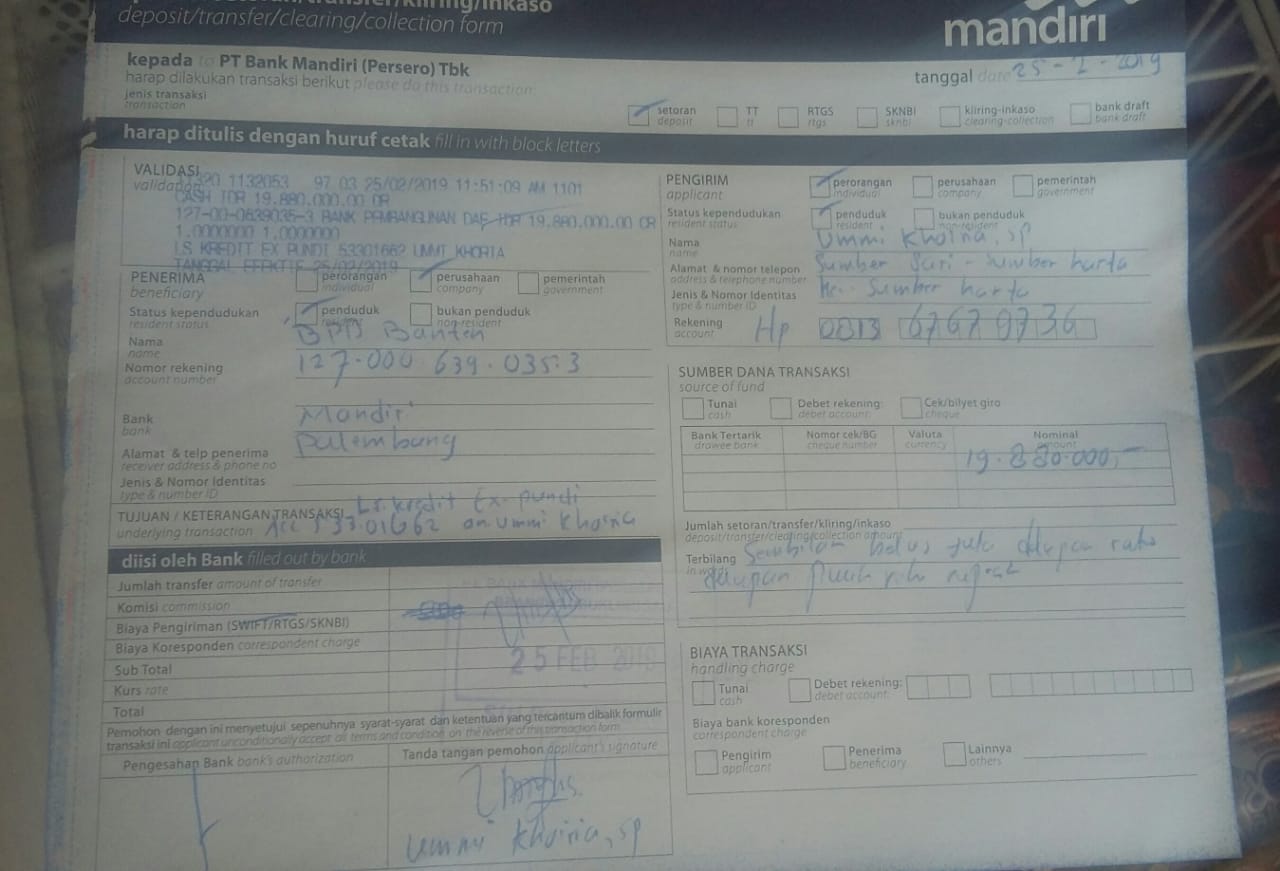 deposit/transfer/clearing/collection form
mandiri
kepada to PT Bank Mandiri (Persero) Tbk
harap dilakukan transaksi berikut please do this transaction:
tanggal date 25-2-2019
jenis transaksi
transaction
setoran
deposit
TT
tt
RTGS
rtgs
SKNBI
sknbi
kliring-inkaso
clearing-collection
bank draft
bank draft
harap ditulis dengan huruf cetak fill in with block letters
VALIDASI
validation
1132053 97 03 25/02/2019 11:51:09 AM 1101
CASH IDR 19.880.000.00 DR
127-00-0639035-3 BANK PEMBANGUNAN DAE IDR 19.880.000.00 CR
1.0000000 1.0000000
LS KREDIT EX PUNDI 53301662 UMMI KHORIA
TANGGAL EFEKTIF 25/02/2019
PENERIMA
beneficiary
perorangan
individual
perusahaan
company
pemerintah
government
Status kependudukan
resident status
penduduk
resident
bukan penduduk
non-resident
Nama
name
BPD Banten
Nomor rekening
account number
127.000 639.035.3
Bank
bank
Mandiri
Palembang
Alamat & telp penerima
receiver address & phone no
Jenis & Nomor Identitas
type & number ID
TUJUAN / KETERANGAN TRANSAKSI
underlying transaction
Ls. kredit Ex. pundi
Acc 533.01662 an. Ummi Khoiria
diisi oleh Bank filled out by bank
Jumlah transfer amount of transfer
Komisi commission
Biaya Pengiriman (SWIFT/RTGS/SKNBI)
Biaya Koresponden correspondent charge
Sub Total
Kurs rate
Total
25 FEB 2019
Pemohon dengan ini menyetujui sepenuhnya syarat-syarat dan ketentuan yang tercantum dibalik formulir
transaksi ini applicant unconditionally accept all terms and condition on the reverse of this transaction form
Pengesahan Bank bank's authorization
Tanda tangan pemohon applicant's signature
Ummi Khoiria, sp
PENGIRIM
applicant
perorangan
individual
perusahaan
company
pemerintah
government
Status kependudukan
resident status
penduduk
resident
bukan penduduk
non-resident
Nama
name
Ummi Khoiria, sp
Alamat & nomor telepon
address & telephone number
Sumber Sari - Sumber harta
Jenis & Nomor Identitas
type & number ID
Kec. Sumber harta
Rekening
account
Hp 0813 67679736
SUMBER DANA TRANSAKSI
source of fund
Tunai
cash
Debet rekening:
debet account:
Cek/bilyet giro
cheque
Bank Tertarik
drawee bank
Nomor cek/BG
cheque number
Valuta
currency
Nominal
amount
19.880.000,-
Jumlah setoran/transfer/kliring/inkaso
deposit/transfer/clearing/collection amount
Terbilang
in words
Sembilan belas juta delapan ratus
delapan puluh ribu rupiah
BIAYA TRANSAKSI
handling charge
Tunai
cash
Debet rekening:
debet account:
Biaya bank koresponden
correspondent charge
Pengirim
applicant
Penerima
beneficiary
Lainnya
others